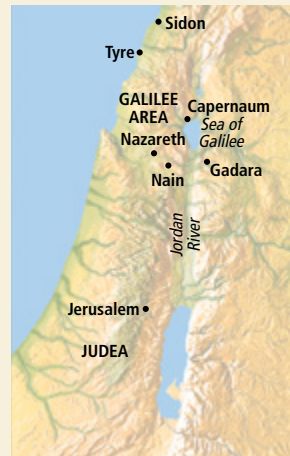 Sidon
Tyre
GALILEE
AREA
Capernaum
Sea of
Galilee
Nazareth
Nain
Gadara
Jordan
River
Jerusalem
JUDEA